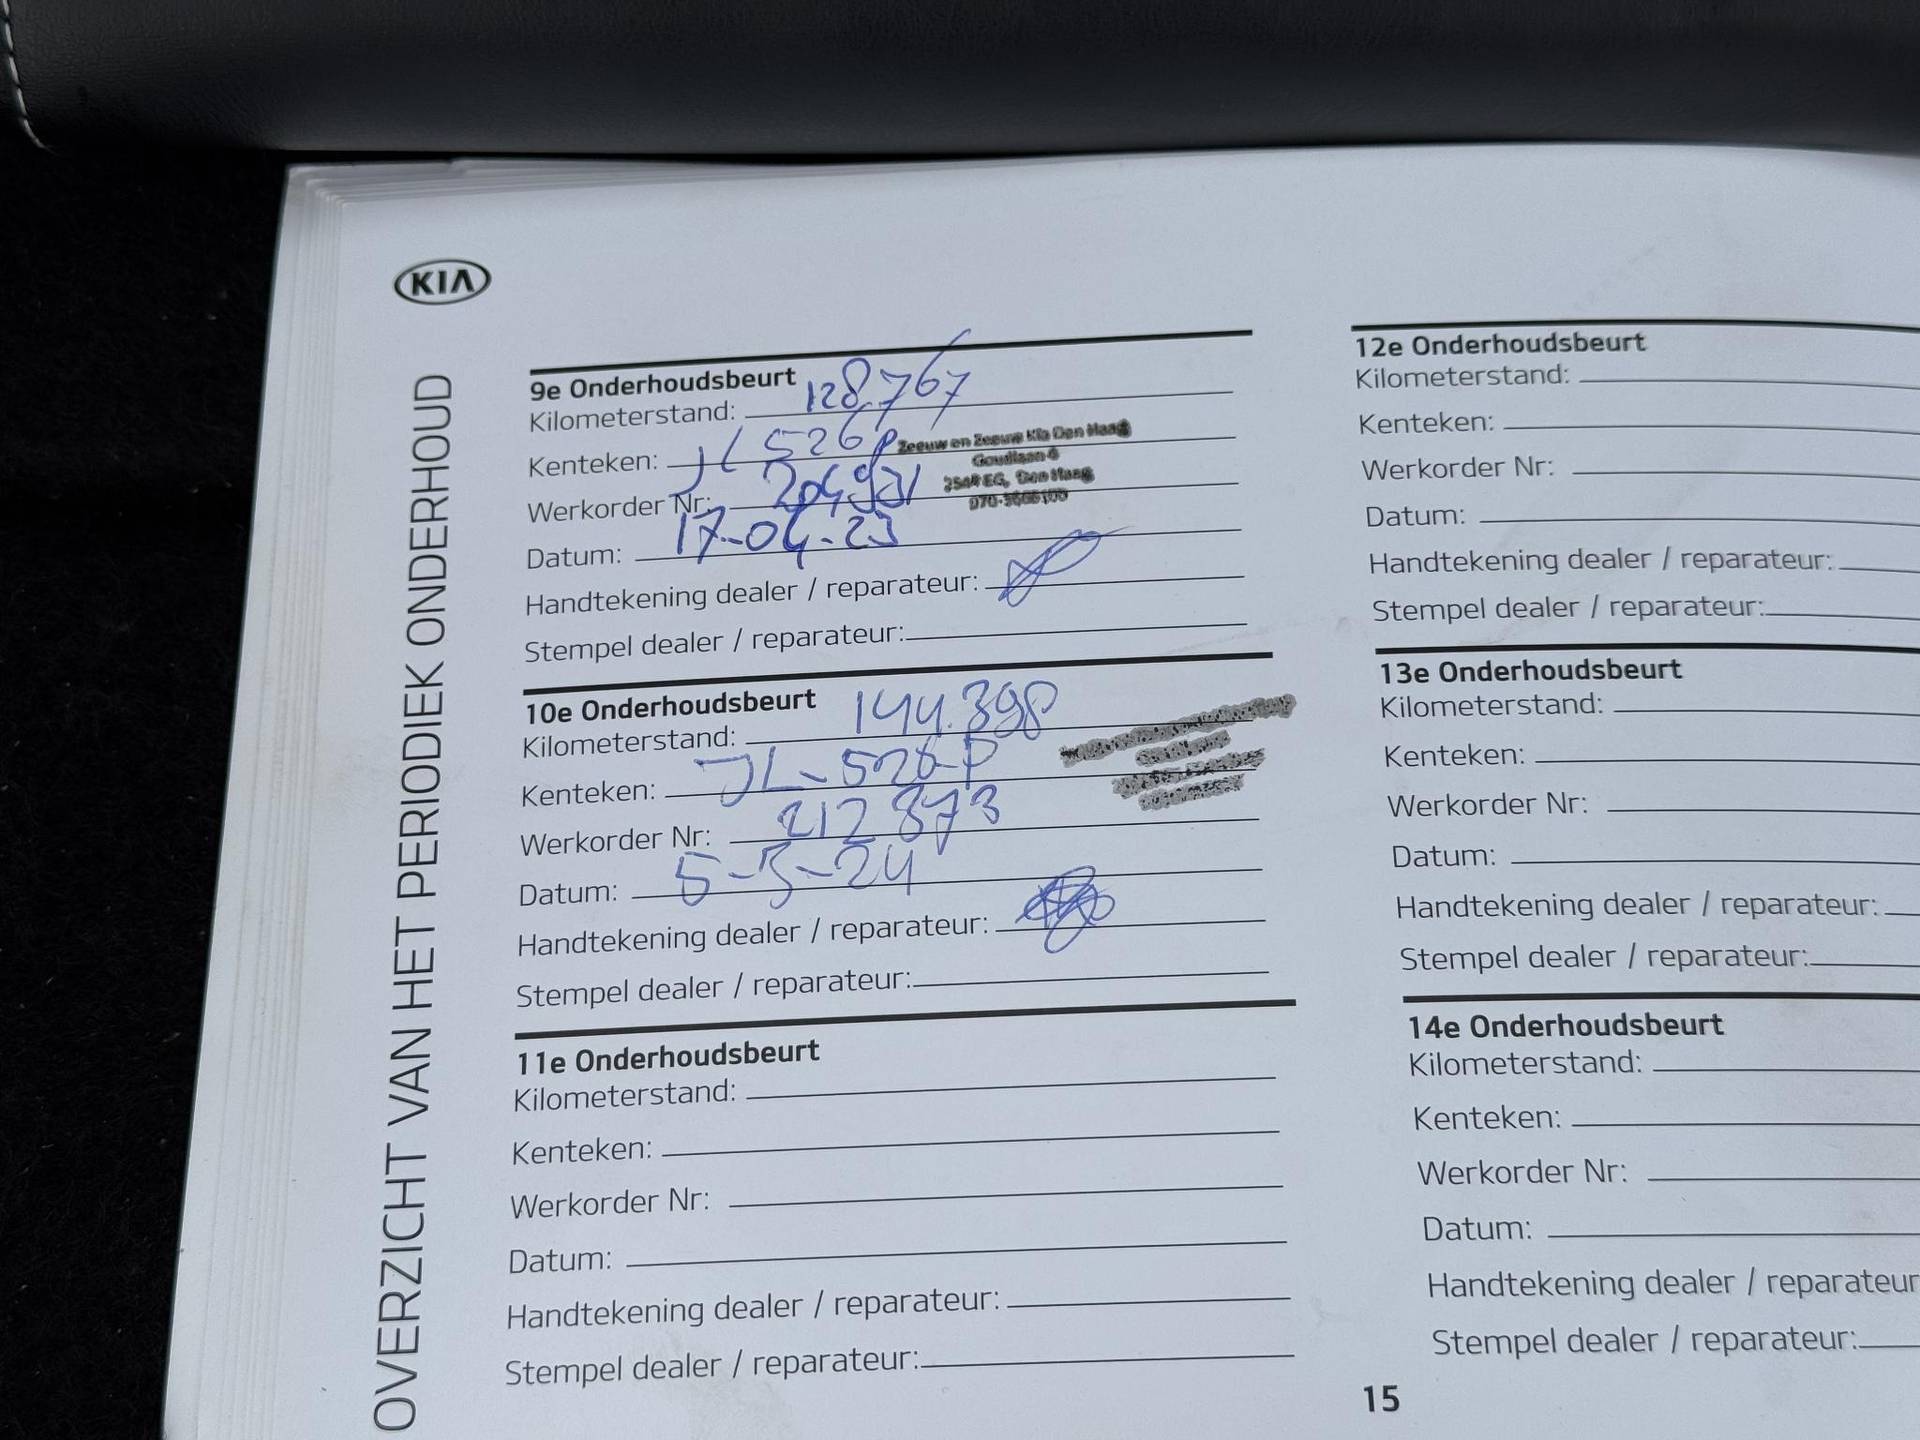 KIA
OVERZICHT VAN HET PERIODIEK ONDERHOUD
9e Onderhoudsbeurt
Kilometerstand: 128.767
Kenteken: JL 526 P
Werkorder Nr:
Datum: 17-04-23
Handtekening dealer / reparateur:
Stempel dealer / reparateur:
Zeeuw en Zeeuw Kia Den Haag
Den Haag
10e Onderhoudsbeurt
Kilometerstand: 144.398
Kenteken: JL-526-P
Werkorder Nr: 212873
Datum: 5-3-24
Handtekening dealer / reparateur:
Stempel dealer / reparateur:
11e Onderhoudsbeurt
Kilometerstand:
Kenteken:
Werkorder Nr:
Datum:
Handtekening dealer / reparateur:
Stempel dealer / reparateur:
12e Onderhoudsbeurt
Kilometerstand:
Kenteken:
Werkorder Nr:
Datum:
Handtekening dealer / reparateur:
Stempel dealer / reparateur:
13e Onderhoudsbeurt
Kilometerstand:
Kenteken:
Werkorder Nr:
Datum:
Handtekening dealer / reparateur:
Stempel dealer / reparateur:
14e Onderhoudsbeurt
Kilometerstand:
Kenteken:
Werkorder Nr:
Datum:
Handtekening dealer / reparateur
Stempel dealer / reparateur:
15